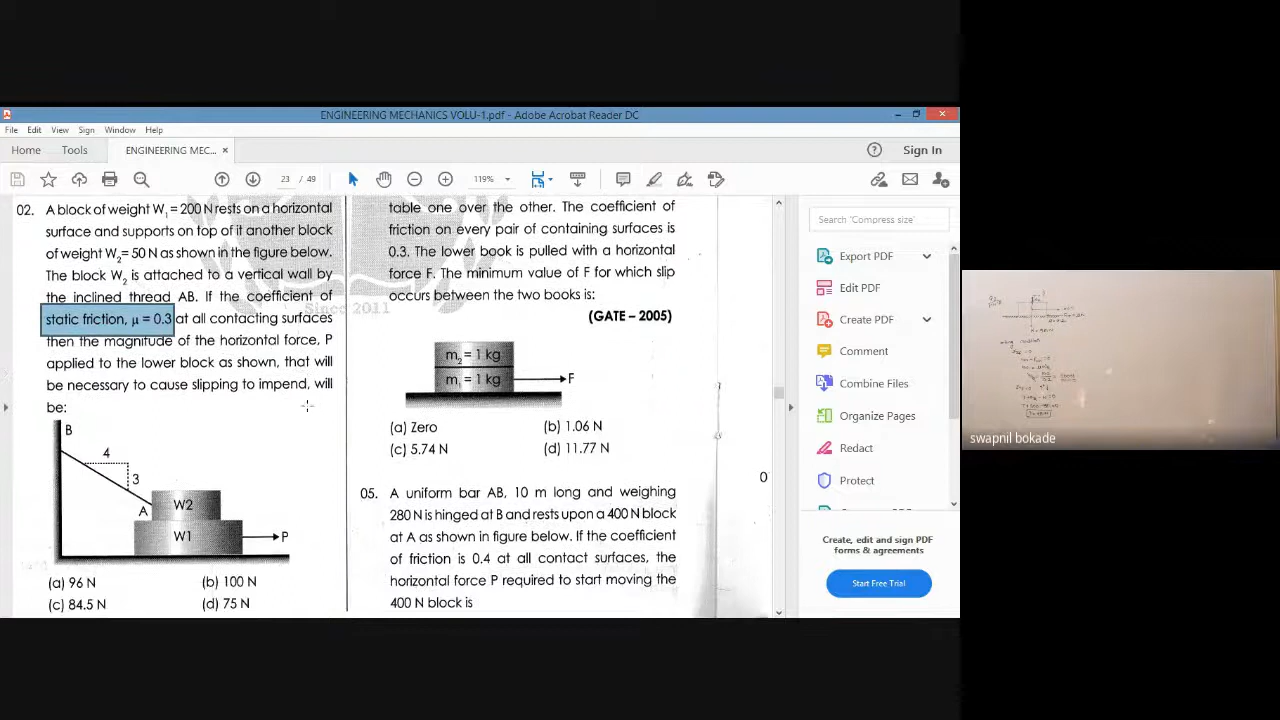 ENGINEERING MECHANICS VOLU-1.pdf - Adobe Acrobat Reader DC
File Edit View Sign Window Help
Home Tools ENGINEERING MEC... × Sign In
23 / 49 119%
02. A block of weight W1 = 200 N rests on a horizontal
surface and supports on top of it another block
of weight W2 = 50 N as shown in the figure below.
The block W2 is attached to a vertical wall by
the inclined thread AB. If the coefficient of
static friction, μ = 0.3 at all contacting surfaces
then the magnitude of the horizontal force, P
applied to the lower block as shown, that will
be necessary to cause slipping to impend, will
be:
Since 2011
B
4
3
A W2
W1 P
(a) 96 N (b) 100 N
(c) 84.5 N (d) 75 N
table one over the other. The coefficient of
friction on every pair of containing surfaces is
0.3. The lower book is pulled with a horizontal
force F. The minimum value of F for which slip
occurs between the two books is:
(GATE – 2005)
m2 = 1 kg
m1 = 1 kg F
(a) Zero (b) 1.06 N
(c) 5.74 N (d) 11.77 N
05. A uniform bar AB, 10 m long and weighing
280 N is hinged at B and rests upon a 400 N block
at A as shown in figure below. If the coefficient
of friction is 0.4 at all contact surfaces, the
horizontal force P required to start moving the
400 N block is
0
Search 'Compress size'
Export PDF
Edit PDF
Create PDF
Comment
Combine Files
Organize Pages
Redact
Protect
Create, edit and sign PDF
forms & agreements
Start Free Trial
swapnil bokade